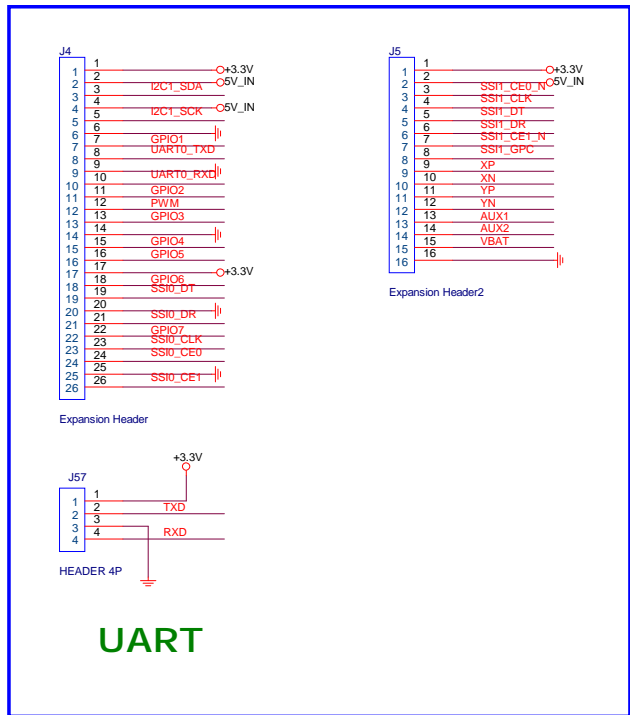 J4
1 1 +3.3V
2 2 5V_IN
3 3 I2C1_SDA
4 4 5V_IN
5 5 I2C1_SCK
6 6
7 7 GPIO1
8 8 UART0_TXD
9 9
10 10 UART0_RXD
11 11 GPIO2
12 12 PWM
13 13 GPIO3
14 14
15 15 GPIO4
16 16 GPIO5
17 17 +3.3V
18 18 GPIO6
19 19 SSI0_DT
20 20
21 21 SSI0_DR
22 22 GPIO7
23 23 SSI0_CLK
24 24 SSI0_CE0
25 25
26 26 SSI0_CE1
Expansion Header
J5
1 1 +3.3V
2 2 5V_IN
3 3 SSI1_CE0_N
4 4 SSI1_CLK
5 5 SSI1_DT
6 6 SSI1_DR
7 7 SSI1_CE1_N
8 8 SSI1_GPC
9 9 XP
10 10 XN
11 11 YP
12 12 YN
13 13 AUX1
14 14 AUX2
15 15 VBAT
16 16
Expansion Header2
+3.3V
J57
1 1
2 2 TXD
3 3
4 4 RXD
HEADER 4P
UART